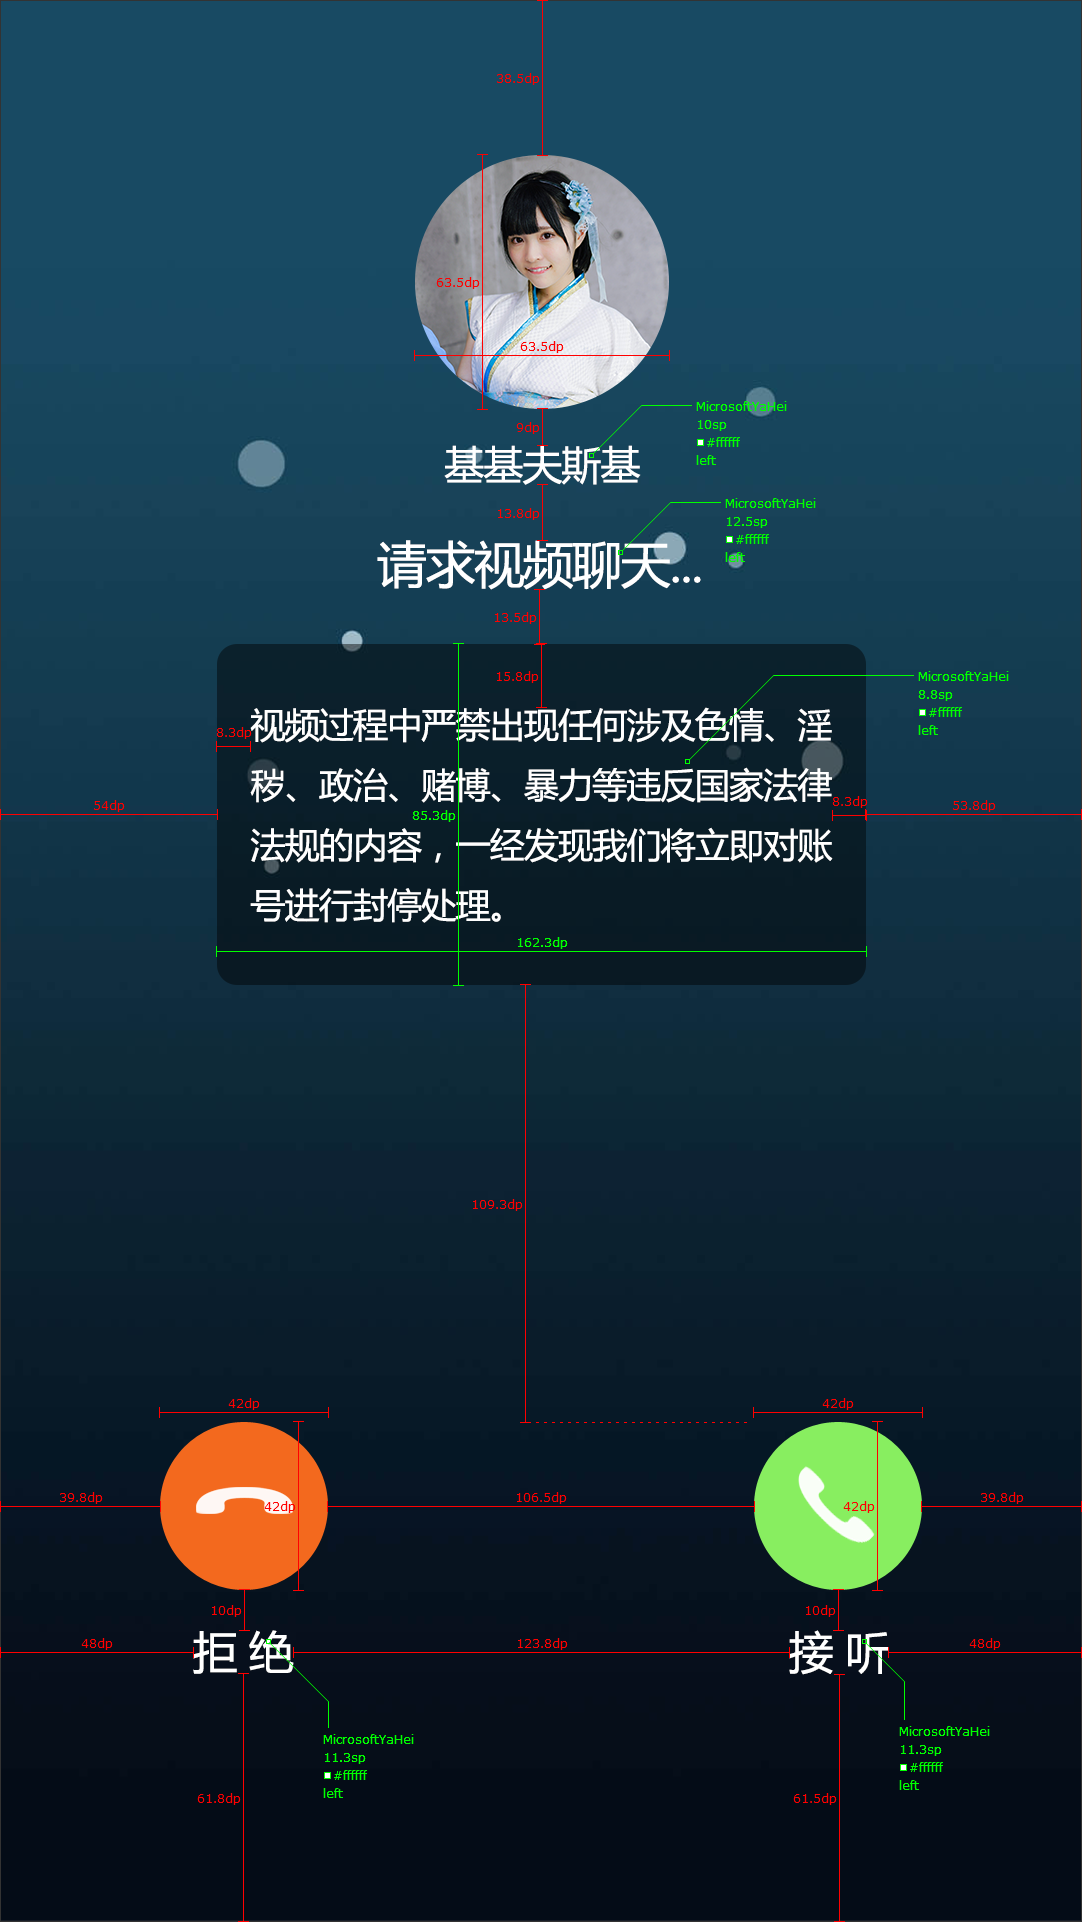 38.5dp
63.5dp
63.5dp
9dp
MicrosoftYaHei
10sp
#ffffff
left
基基夫斯基
13.8dp
MicrosoftYaHei
12.5sp
#ffffff
left
请求视频聊天...
13.5dp
15.8dp
MicrosoftYaHei
8.8sp
#ffffff
left
8.3dp
视频过程中严禁出现任何涉及色情、淫
秽、政治、赌博、暴力等违反国家法律
54dp
85.3dp
8.3dp
53.8dp
法规的内容，一经发现我们将立即对账
号进行封停处理。
162.3dp
109.3dp
42dp
42dp
39.8dp
42dp
106.5dp
42dp
39.8dp
10dp
10dp
48dp
拒绝
123.8dp
接听
48dp
MicrosoftYaHei
11.3sp
#ffffff
left
MicrosoftYaHei
11.3sp
#ffffff
left
61.8dp
61.5dp